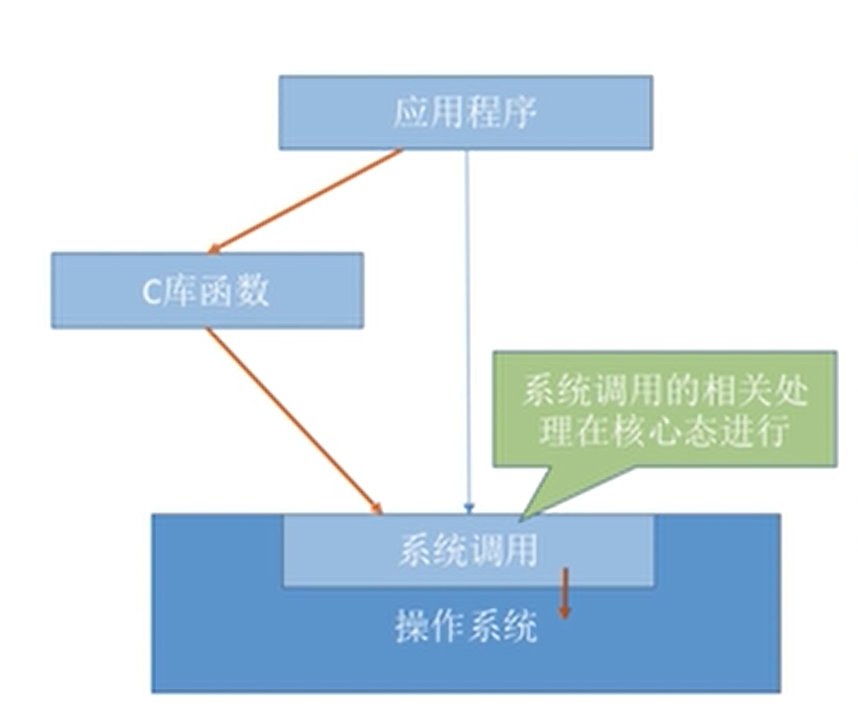 应用程序
C库函数
系统调用的相关处
理在核心态进行
系统调用
操作系统